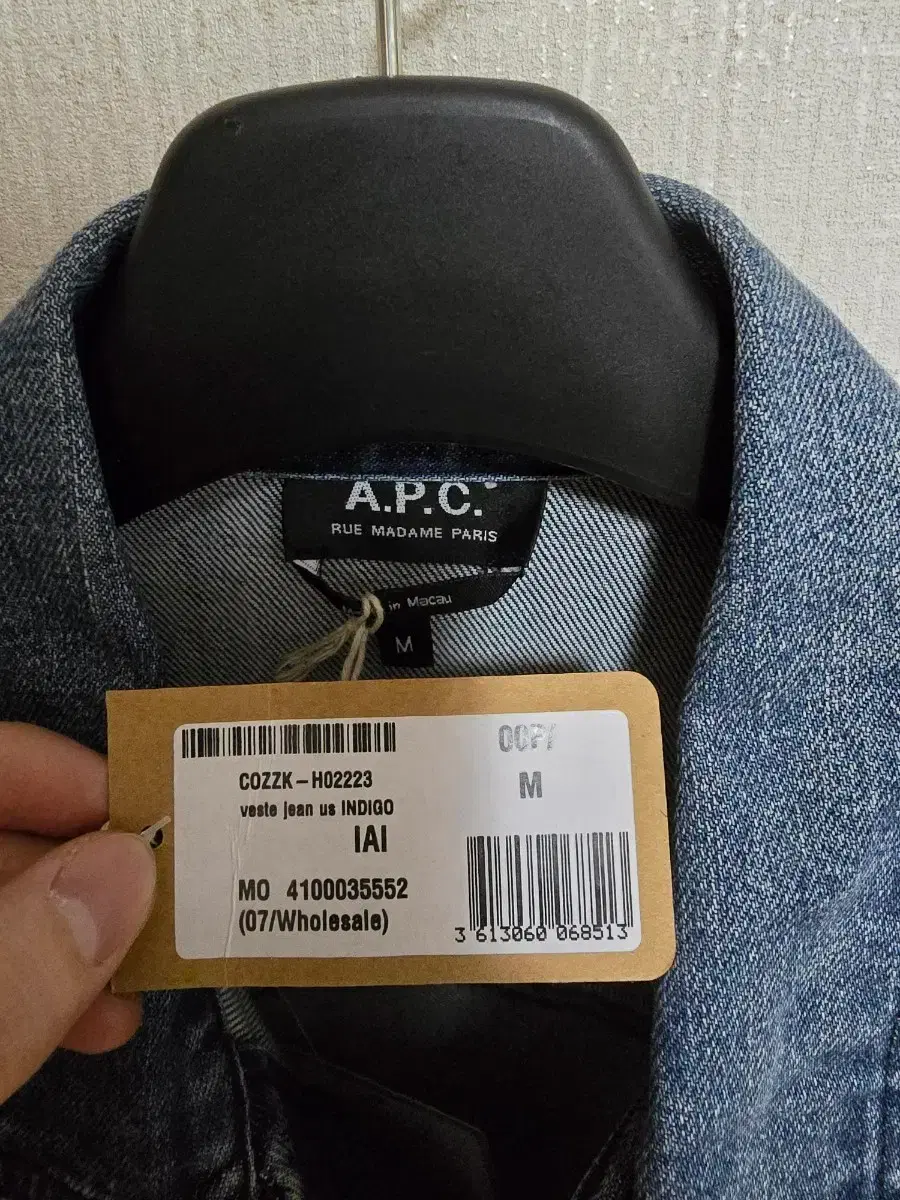 A.P.C.
RUE MADAME PARIS
in Macau
M
COZZK-H02223
veste jean us INDIGO
IAI
MO 4100035552
(07/Wholesale)
M
3 613060 068513